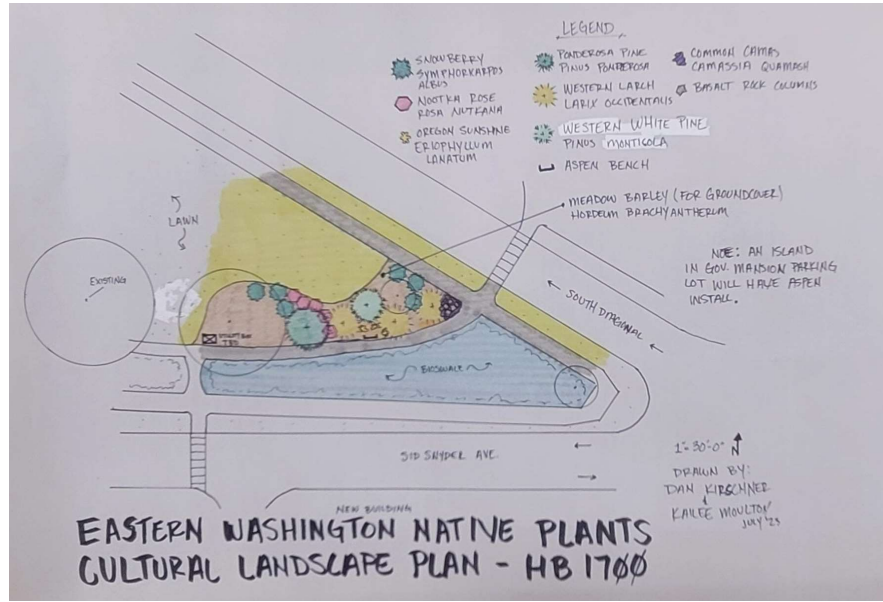 LEGEND
SNOWBERRY
SYMPHORKARPOS
ALBUS
NOOTKA ROSE
ROSA NUTKANA
OREGON SUNSHINE
ERIOPHYLLUM
LANATUM
PONDEROSA PINE
PINUS PONDEROSA
WESTERN LARCH
LARIX OCCIDENTALIS
WESTERN WHITE PINE
PINUS MONTICOLA
ASPEN BENCH
COMMON CAMAS
CAMASSIA QUAMASH
BASALT ROCK COLUMNS
MEADOW BARLEY (FOR GROUNDCOVER)
HORDEUM BRACHYANTHERUM
NOTE: AN ISLAND
IN GOV. MANSION PARKING
LOT WILL HAVE ASPEN
INSTALL.
LAWN
EXISTING
SOUTH DIAGONAL
BIOSWALE
SID SNYDER AVE.
1"=30'-0" N
DRAWN BY:
DAN KIRSCHNER
KAILEE MOULTON
JULY '23
NEW BUILDING
EASTERN WASHINGTON NATIVE PLANTS
CULTURAL LANDSCAPE PLAN - HB 1700